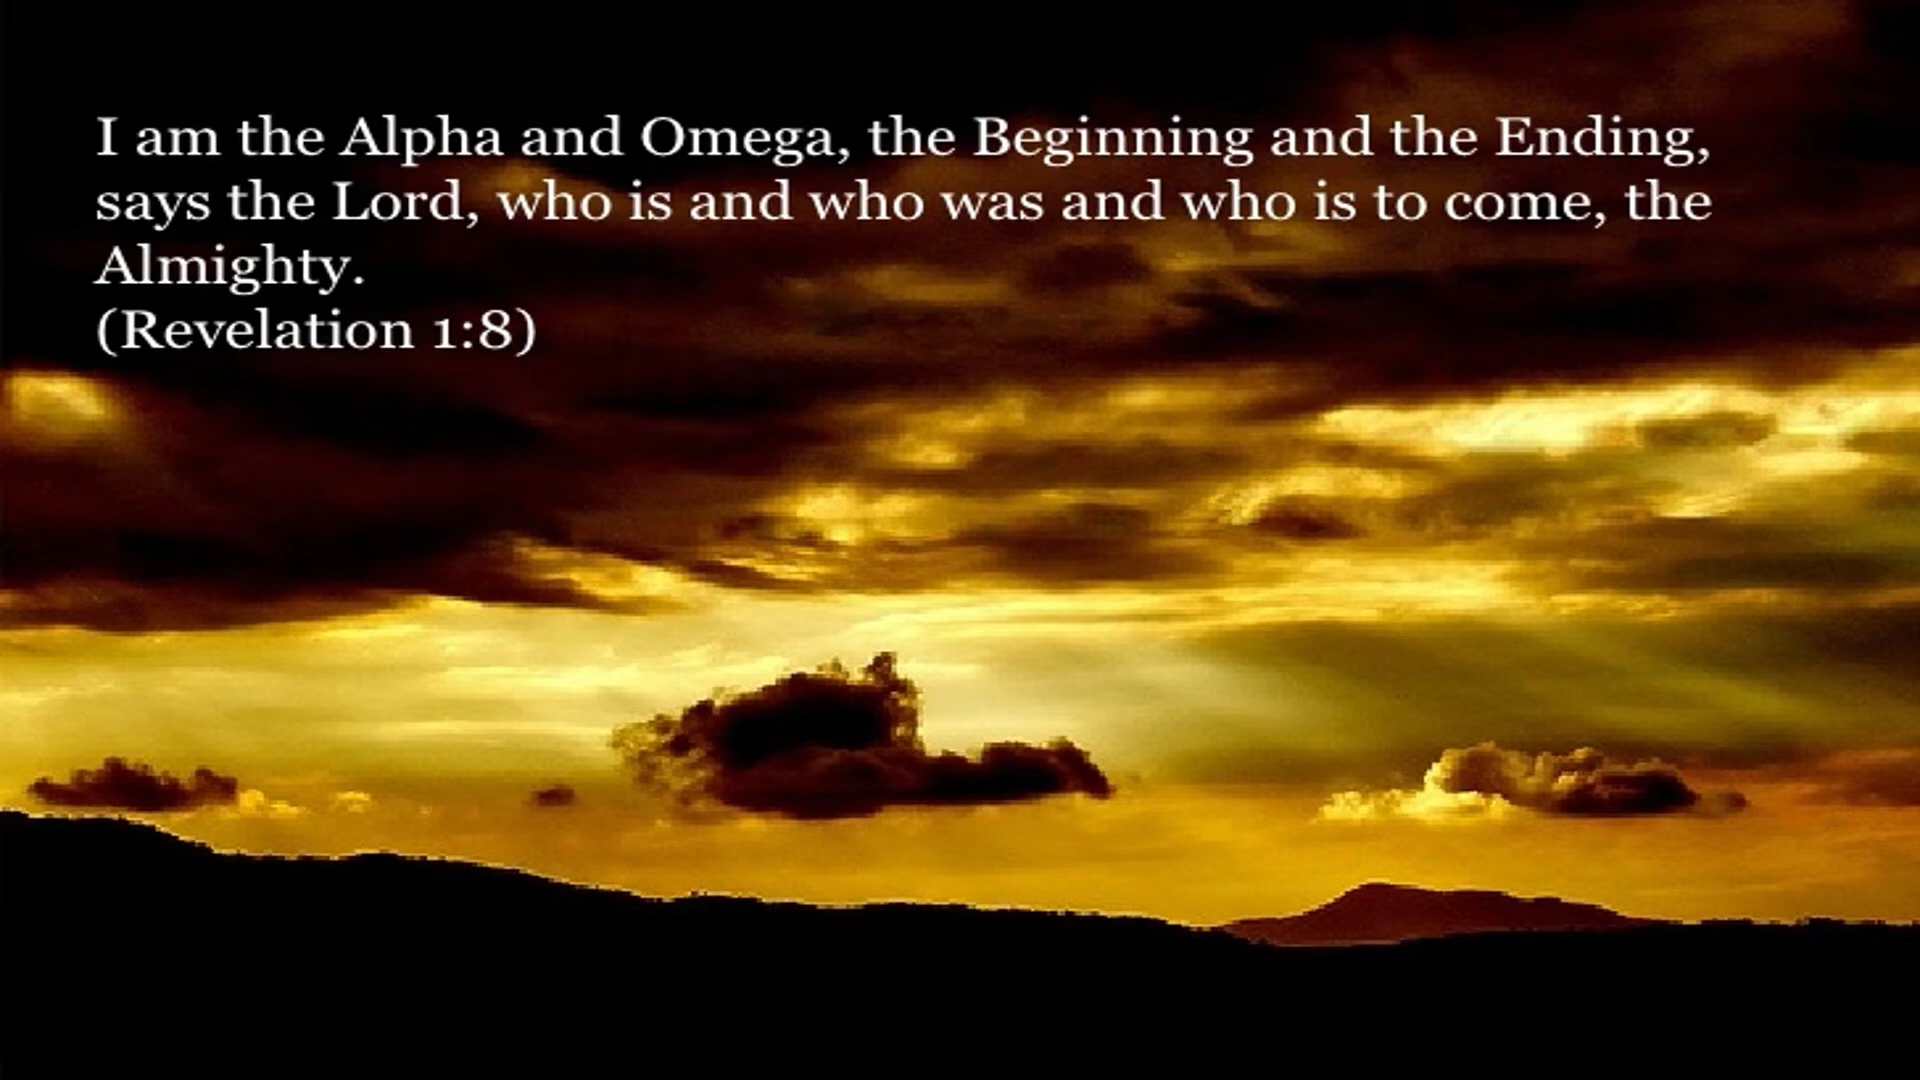 I am the Alpha and Omega, the Beginning and the Ending,
says the Lord, who is and who was and who is to come, the
Almighty.
(Revelation 1:8)